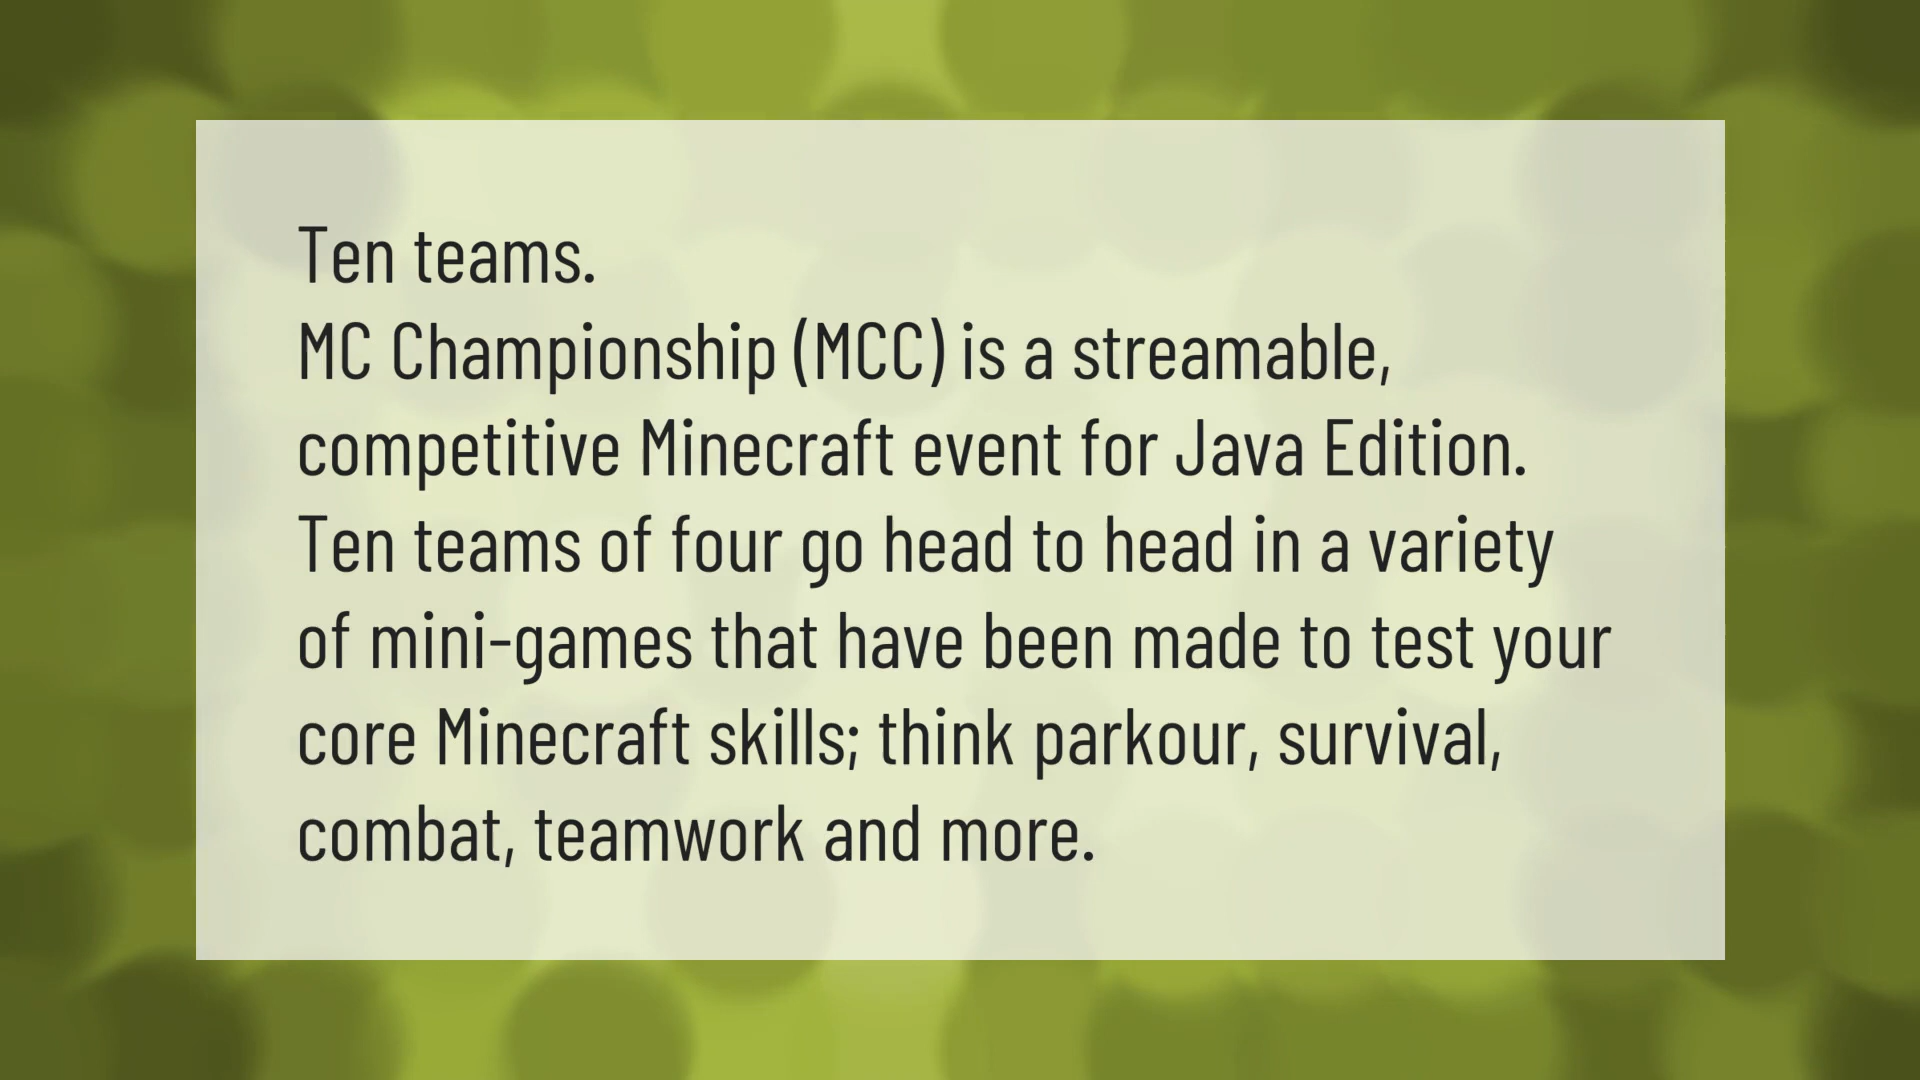 Ten teams.
MC Championship (MCC) is a streamable,
competitive Minecraft event for Java Edition.
Ten teams of four go head to head in a variety
of mini-games that have been made to test your
core Minecraft skills; think parkour, survival,
combat, teamwork and more.